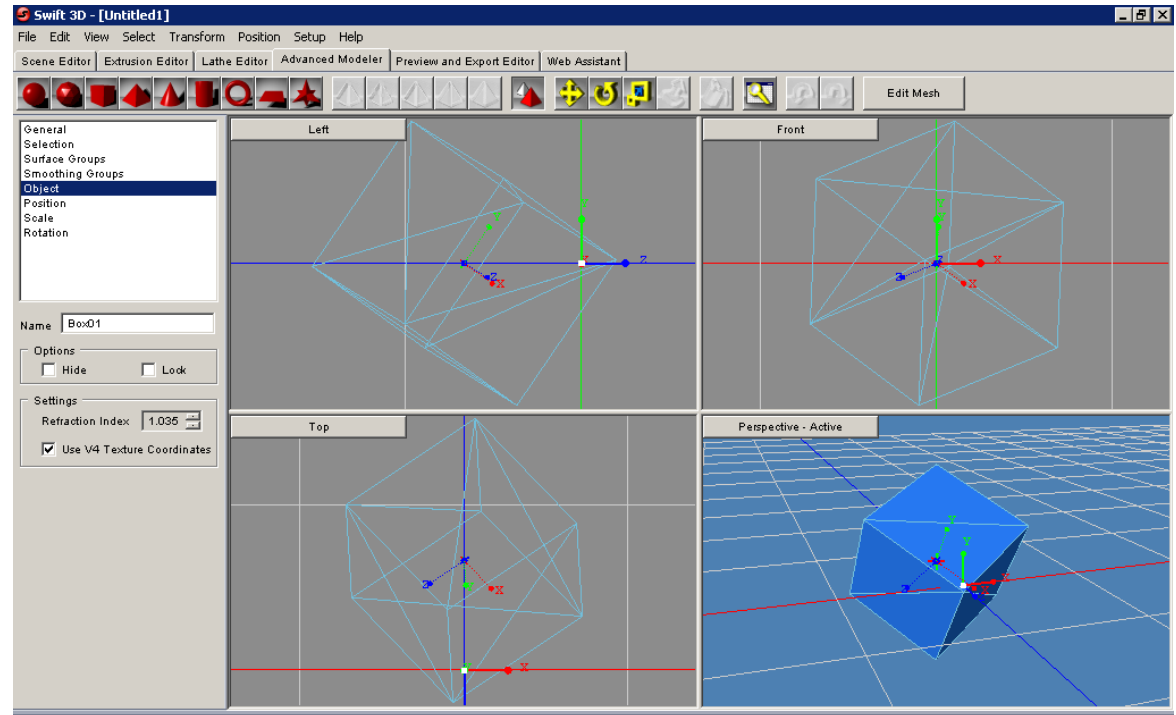 Swift 3D - [Untitled1]
File Edit View Select Transform Position Setup Help
Scene Editor Extrusion Editor Lathe Editor Advanced Modeler Preview and Export Editor Web Assistant
Edit Mesh
General
Selection
Surface Groups
Smoothing Groups
Object
Position
Scale
Rotation
Name Box01
Options
Hide Lock
Settings
Refraction Index 1.035
Use V4 Texture Coordinates
Left
Y
Y
Z
Z
X
Front
Y
X
Z
Z
X
Top
Z
X
X
Perspective - Active
Y
Y
X
Z